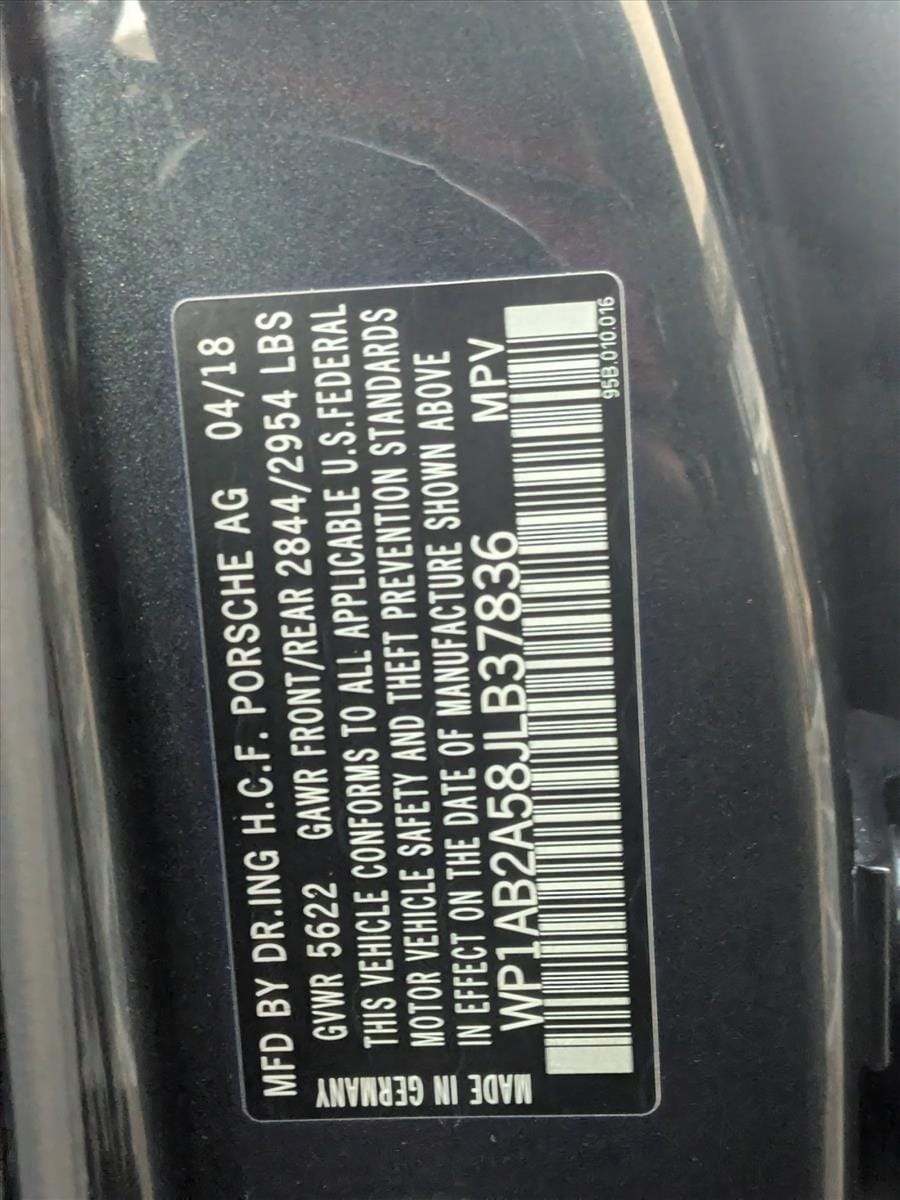 MFD BY DR.ING H.C.F. PORSCHE AG 04/18
GVWR 5622 GAWR FRONT/REAR 2844/2954 LBS
THIS VEHICLE CONFORMS TO ALL APPLICABLE U.S.FEDERAL
MOTOR VEHICLE SAFETY AND THEFT PREVENTION STANDARDS
IN EFFECT ON THE DATE OF MANUFACTURE SHOWN ABOVE
WP1AB2A58JLB37836 MPV
MADE IN GERMANY
95B.010.016